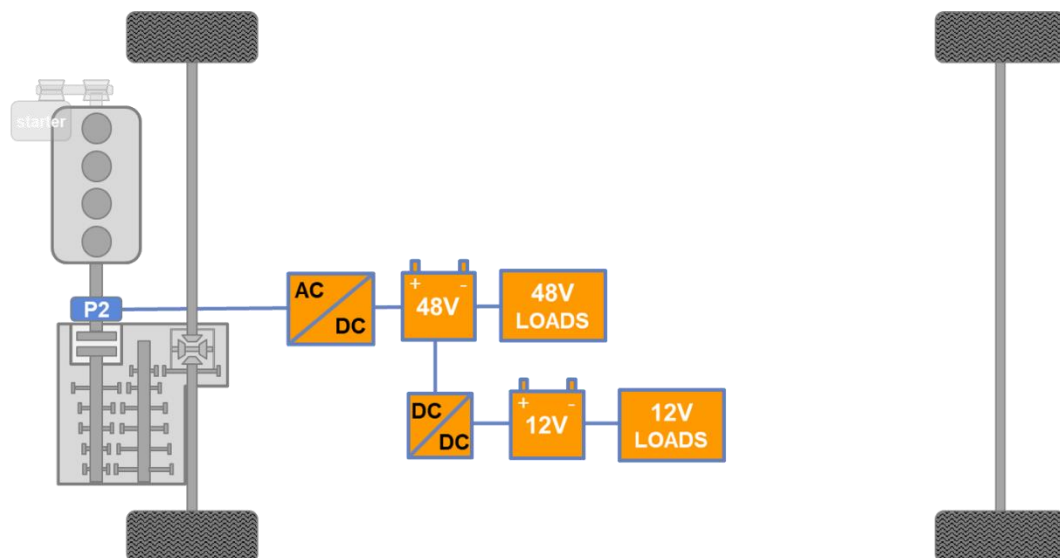 starter
P2
AC
DC
+ -
48V
48V
LOADS
DC
DC
+ -
12V
12V
LOADS